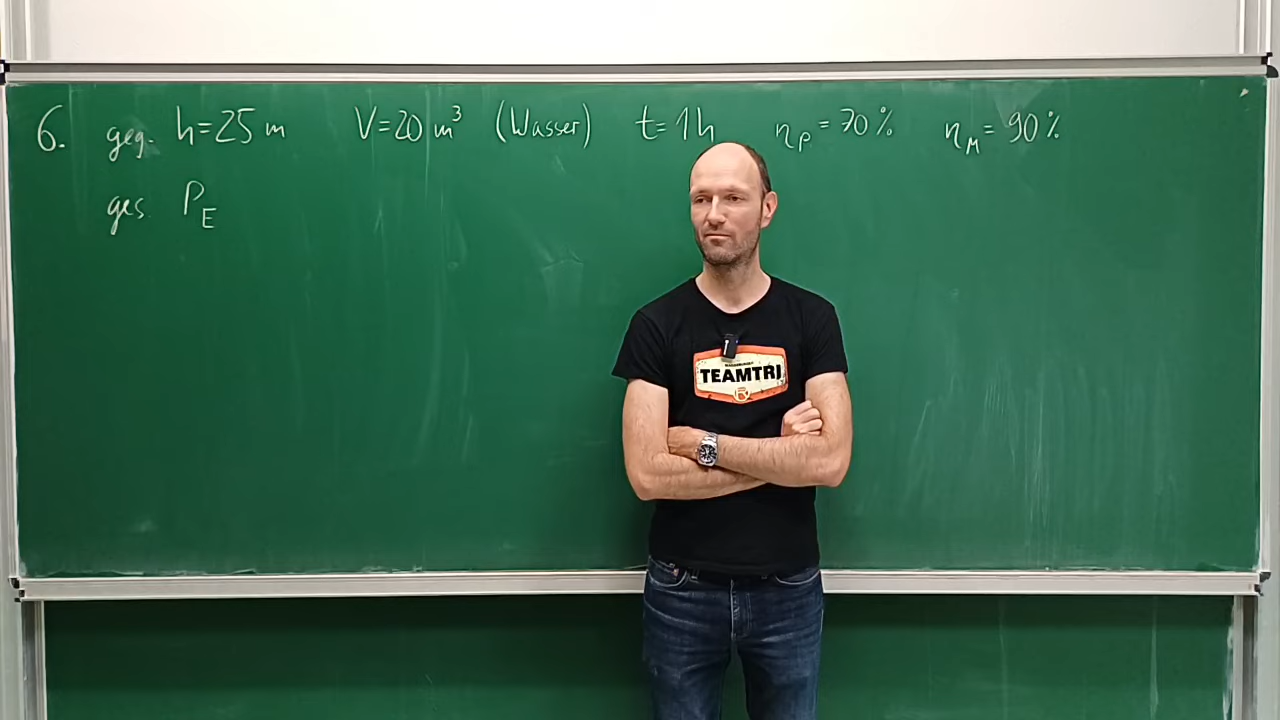 6. geg. h=25 m V=20 m³ (Wasser) t=1h η_P=70% η_M=90%
ges P_E
TEAMTRI